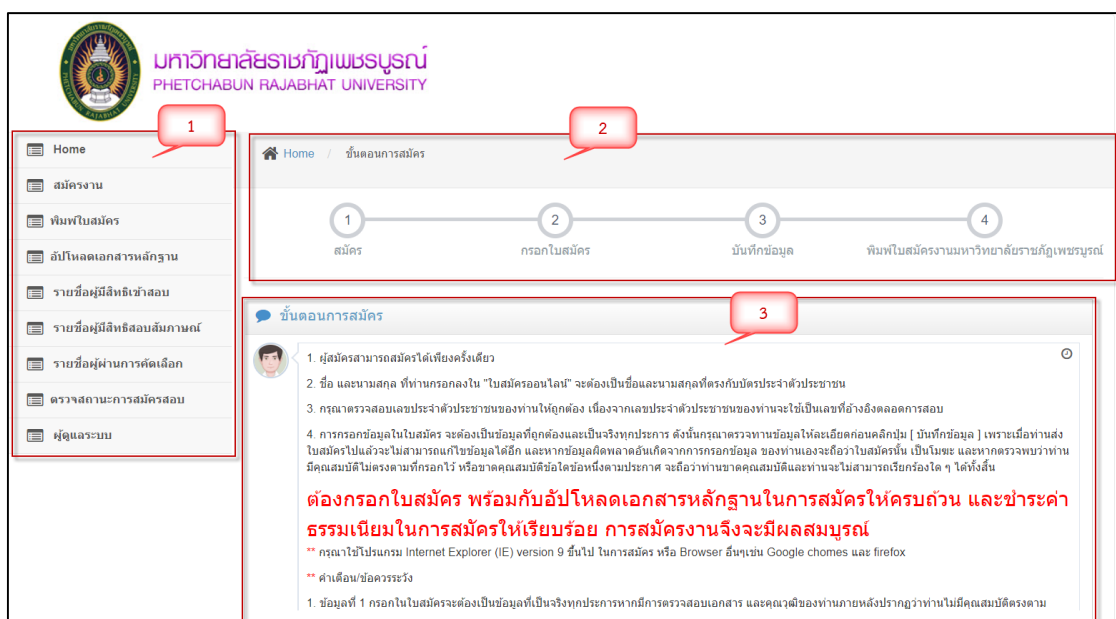 มหาวิทยาลัยราชภัฏเพชรบูรณ์
PHETCHABUN RAJABHAT UNIVERSITY
1
Home
สมัครงาน
พิมพ์ใบสมัคร
อัปโหลดเอกสารหลักฐาน
รายชื่อผู้มีสิทธิเข้าสอบ
รายชื่อผู้มีสิทธิสอบสัมภาษณ์
รายชื่อผู้ผ่านการคัดเลือก
ตรวจสถานะการสมัครสอบ
ผู้ดูแลระบบ
2
Home / ขั้นตอนการสมัคร
1 2 3 4
สมัคร กรอกใบสมัคร บันทึกข้อมูล พิมพ์ใบสมัครงานมหาวิทยาลัยราชภัฏเพชรบูรณ์
3
ขั้นตอนการสมัคร
1. ผู้สมัครสามารถสมัครได้เพียงครั้งเดียว
2. ชื่อ และนามสกุล ที่ท่านกรอกลงใน "ใบสมัครออนไลน์" จะต้องเป็นชื่อและนามสกุลที่ตรงกับบัตรประจำตัวประชาชน
3. กรุณาตรวจสอบเลขประจำตัวประชาชนของท่านให้ถูกต้อง เนื่องจากเลขประจำตัวประชาชนของท่านจะใช้เป็นเลขที่อ้างอิงตลอดการสอบ
4. การกรอกข้อมูลในใบสมัคร จะต้องเป็นข้อมูลที่ถูกต้องและเป็นจริงทุกประการ ดังนั้นกรุณาตรวจทานข้อมูลให้ละเอียดก่อนคลิกปุ่ม [ บันทึกข้อมูล ] เพราะเมื่อท่านส่ง
ใบสมัครไปแล้วจะไม่สามารถแก้ไขข้อมูลได้อีก และหากข้อมูลผิดพลาดอันเกิดจากการกรอกข้อมูล ของท่านเองจะถือว่าใบสมัครนั้น เป็นโมฆะ และหากตรวจพบว่าท่าน
มีคุณสมบัติไม่ตรงตามที่กรอกไว้ หรือขาดคุณสมบัติข้อใดข้อหนึ่งตามประกาศ จะถือว่าท่านขาดคุณสมบัติและท่านจะไม่สามารถเรียกร้องใด ๆ ได้ทั้งสิ้น
ต้องกรอกใบสมัคร พร้อมกับอัปโหลดเอกสารหลักฐานในการสมัครให้ครบถ้วน และชำระค่า
ธรรมเนียมในการสมัครให้เรียบร้อย การสมัครงานจึงจะมีผลสมบูรณ์
** กรุณาใช้โปรแกรม Internet Explorer (IE) version 9 ขึ้นไป ในการสมัคร หรือ Browser อื่นๆเช่น Google chomes และ firefox
** คำเตือน/ข้อควรระวัง
1. ข้อมูลที่ 1 กรอกในใบสมัครจะต้องเป็นข้อมูลที่เป็นจริงทุกประการหากมีการตรวจสอบเอกสาร และคุณวุฒิของท่านภายหลังปรากฏว่าท่านไม่มีคุณสมบัติตรงตาม